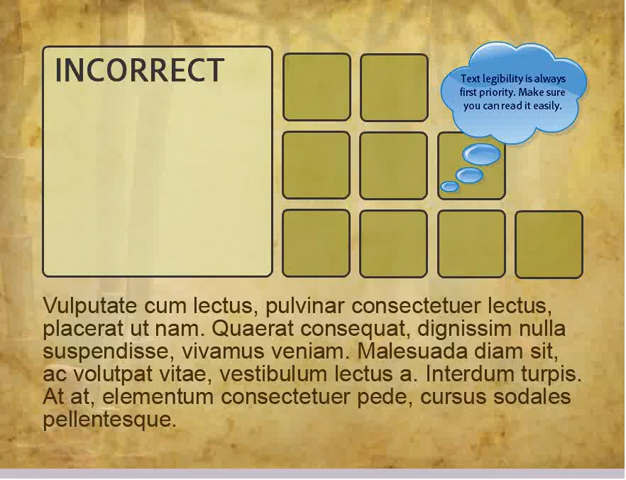 INCORRECT
Text legibility is always
first priority. Make sure
you can read it easily.
Vulputate cum lectus, pulvinar consectetuer lectus,
placerat ut nam. Quaerat consequat, dignissim nulla
suspendisse, vivamus veniam. Malesuada diam sit,
ac volutpat vitae, vestibulum lectus a. Interdum turpis.
At at, elementum consectetuer pede, cursus sodales
pellentesque.